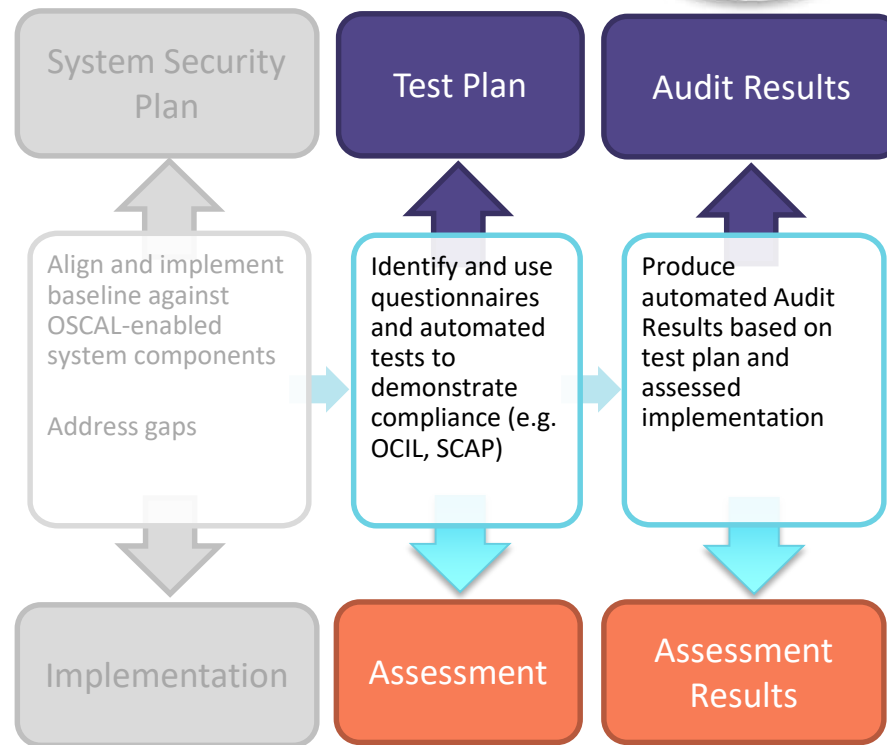 System Security
Plan
Test Plan
Audit Results
Align and implement
baseline against
OSCAL-enabled
system components
Address gaps
Identify and use
questionnaires
and automated
tests to
demonstrate
compliance (e.g.
OCIL, SCAP)
Produce
automated Audit
Results based on
test plan and
assessed
implementation
Implementation
Assessment
Assessment
Results